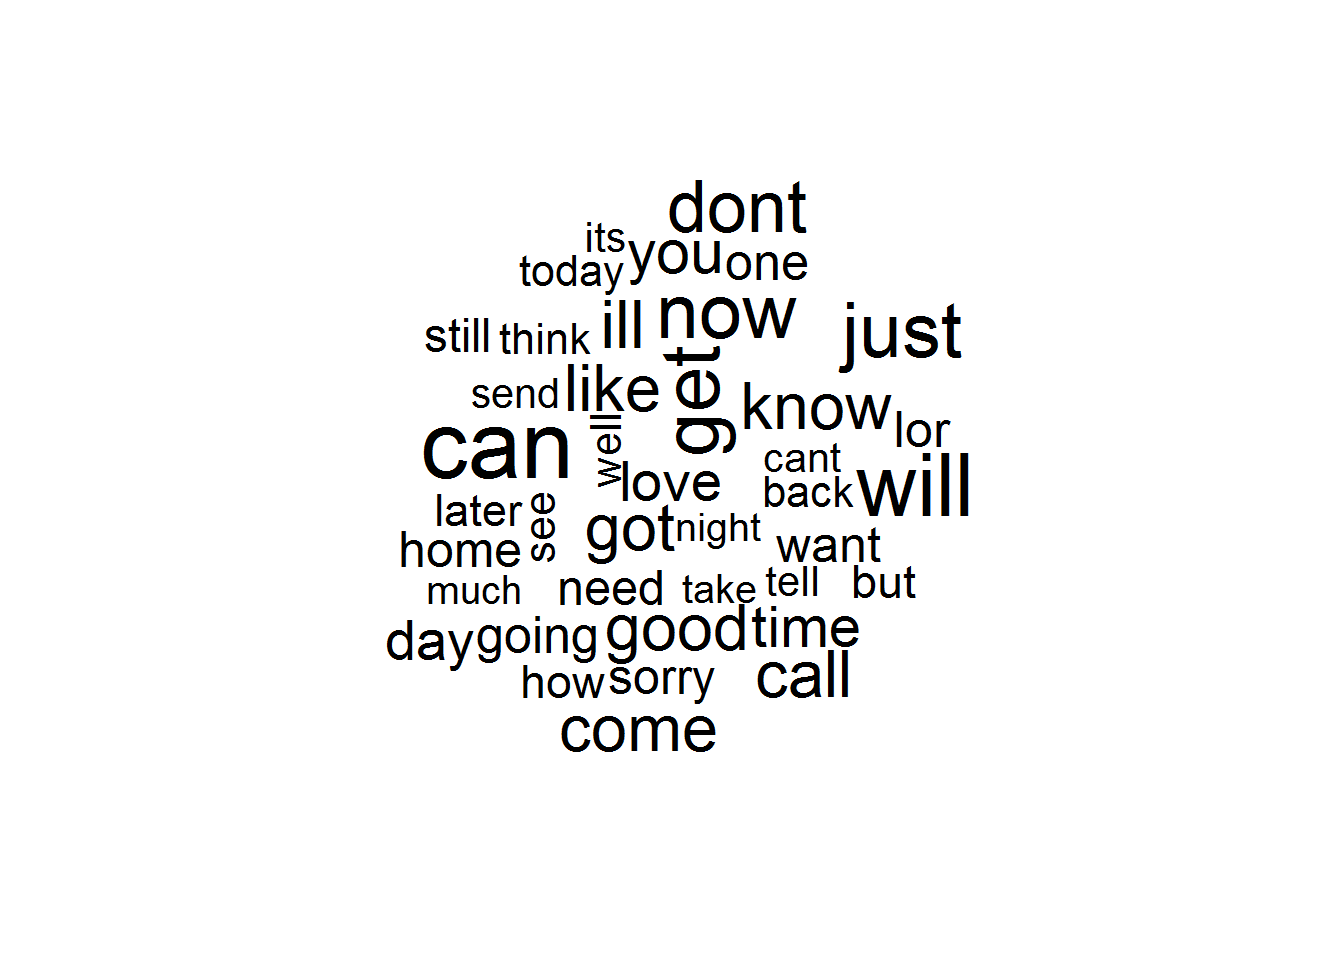 dont
its you one
today
still think ill now just
send like get know lor
can well love cant will
back
later see got night want
home
much need take tell but
day going good time
how sorry call
come